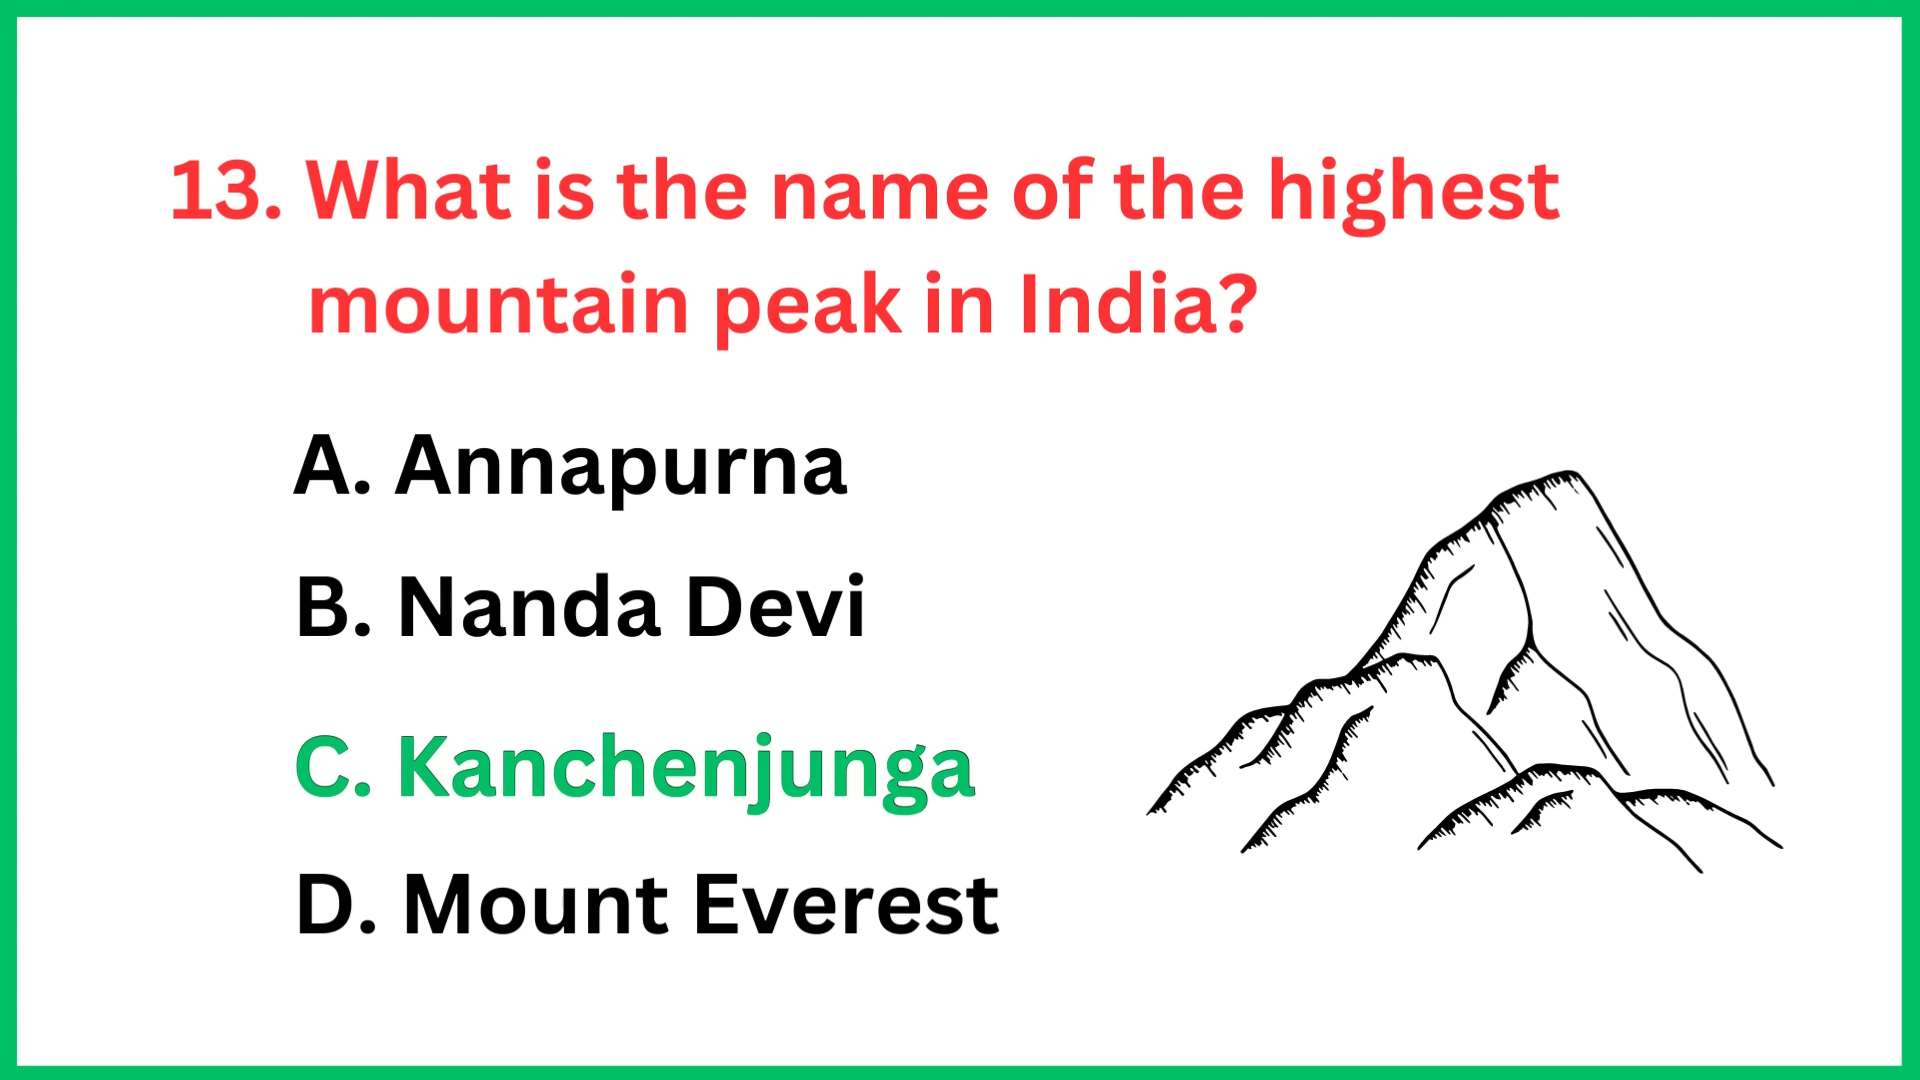 13. What is the name of the highest
mountain peak in India?
A. Annapurna
B. Nanda Devi
C. Kanchenjunga
D. Mount Everest